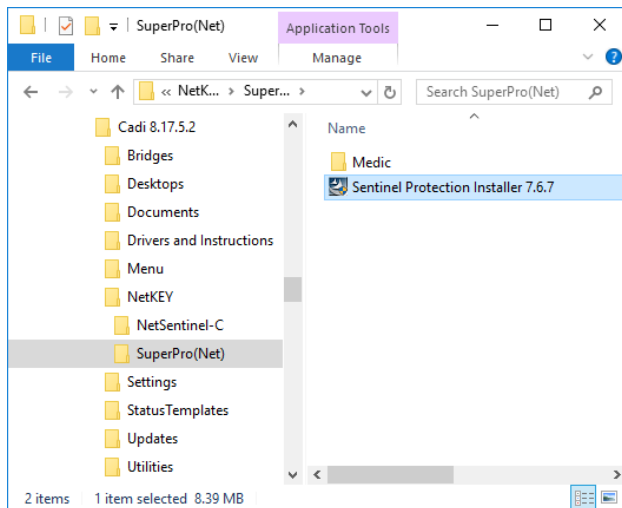 SuperPro(Net)
Application Tools
File
Home
Share
View
Manage
« NetK... › Super... ›
Search SuperPro(Net)
Cadi 8.17.5.2
Bridges
Desktops
Documents
Drivers and Instructions
Menu
NetKEY
NetSentinel-C
SuperPro(Net)
Settings
StatusTemplates
Updates
Utilities
Name
Medic
Sentinel Protection Installer 7.6.7
2 items
1 item selected 8.39 MB